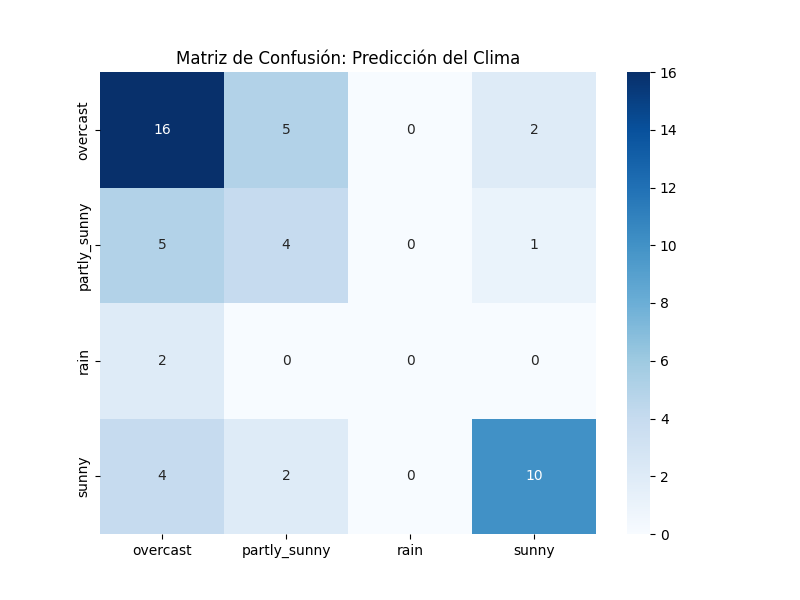 Matriz de Confusión: Predicción del Clima
overcast
16 5 0 2
partly_sunny
5 4 0 1
rain
2 0 0 0
sunny
4 2 0 10
overcast partly_sunny rain sunny
16
14
12
10
8
6
4
2
0